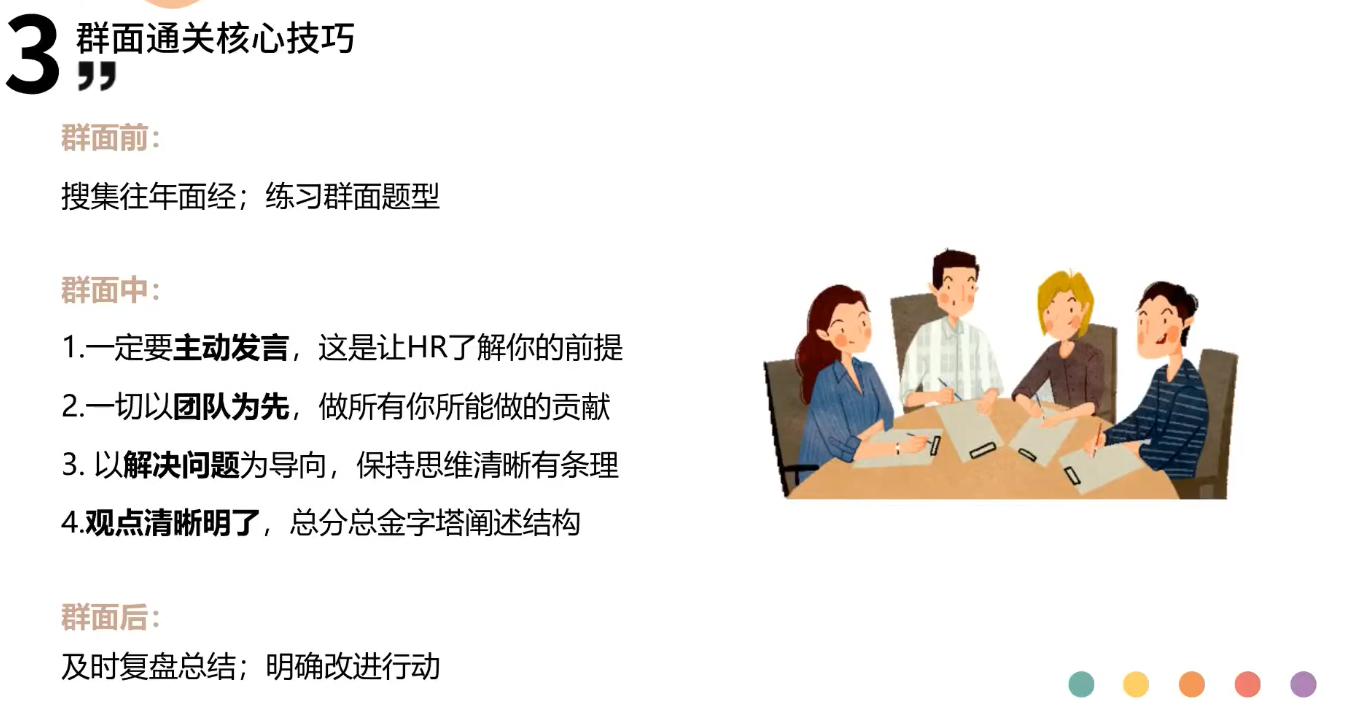 3 群面通关核心技巧
”
群面前：
搜集往年面经；练习群面题型
群面中：
1.一定要主动发言，这是让HR了解你的前提
2.一切以团队为先，做所有你所能做的贡献
3. 以解决问题为导向，保持思维清晰有条理
4.观点清晰明了，总分总金字塔阐述结构
群面后：
及时复盘总结；明确改进行动